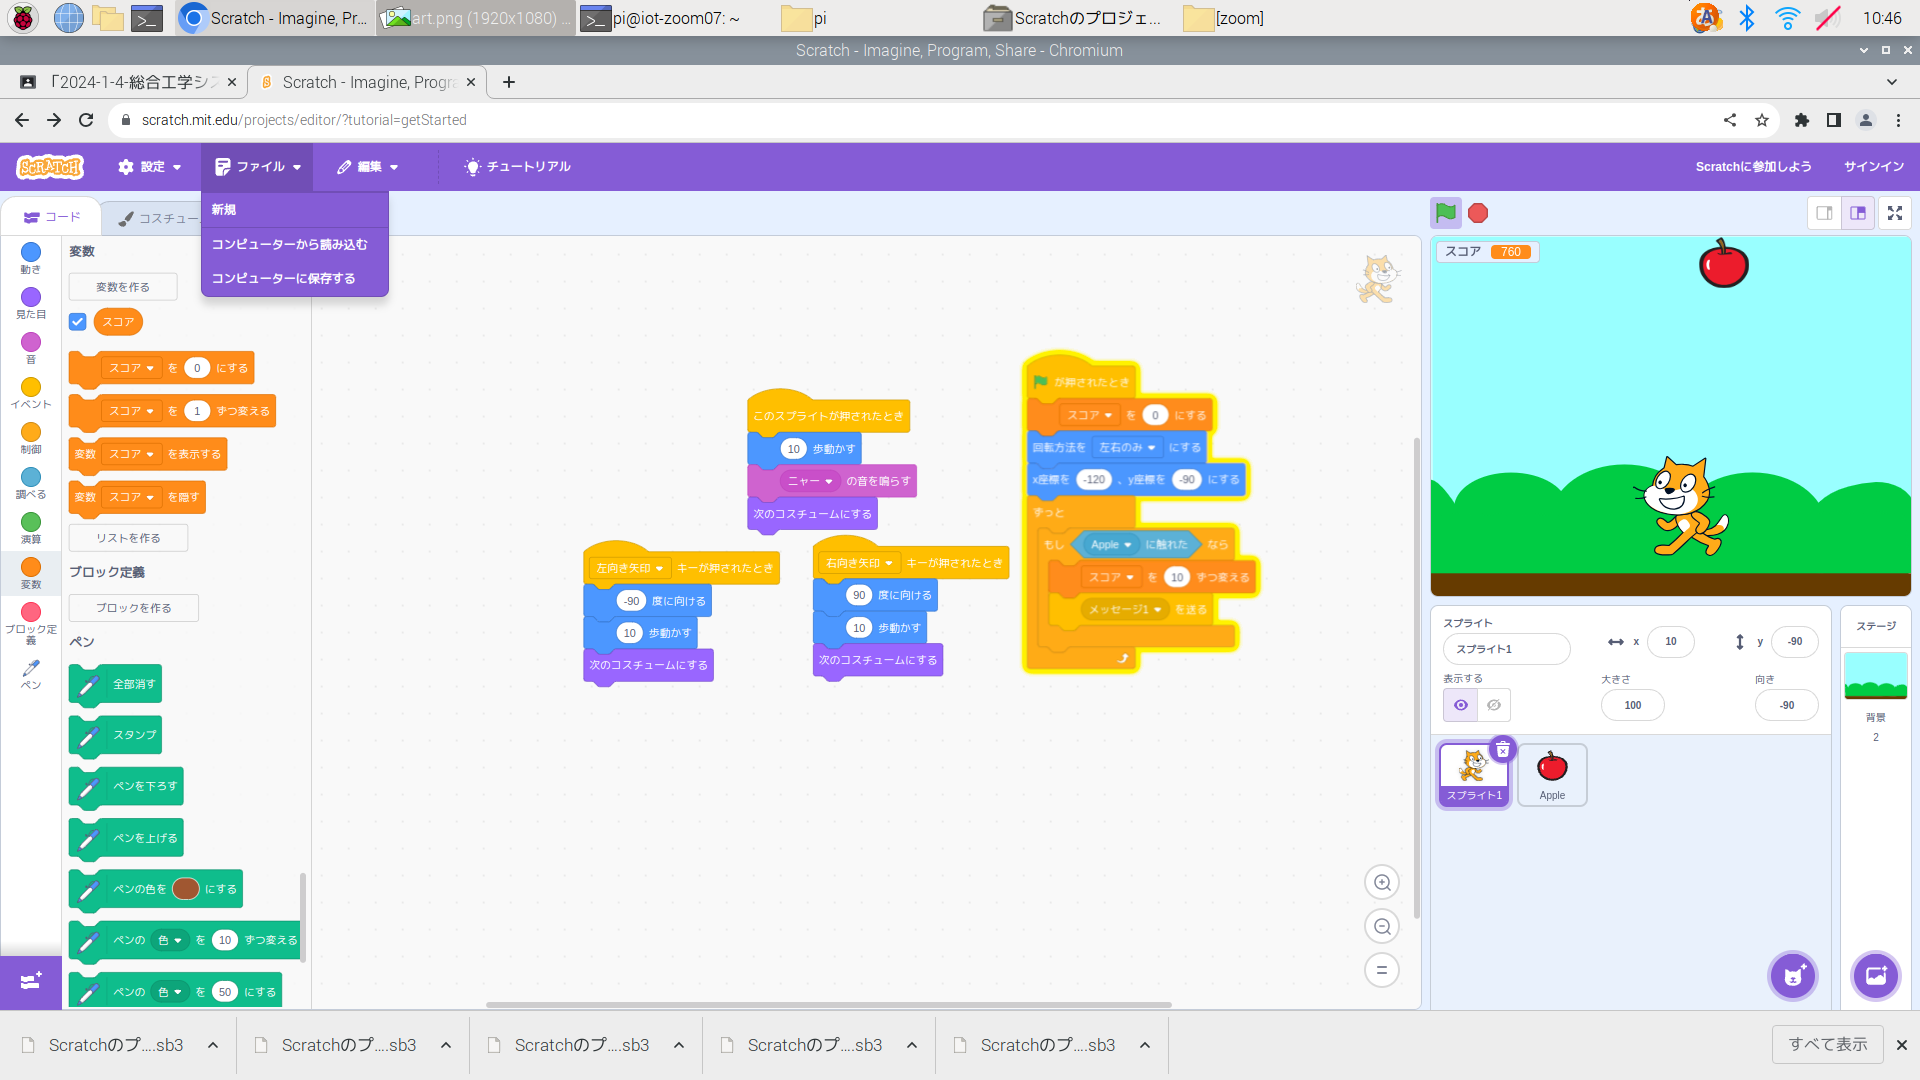 Scratch - Imagine, Pr...
art.png (1920x1080) ...
pi@iot-zoom07: ~
pi
Scratchのプロジェ...
[zoom]
10:46
Scratch - Imagine, Program, Share - Chromium
「2024-1-4-総合工学シス
Scratch - Imagine, Progra
scratch.mit.edu/projects/editor/?tutorial=getStarted
SCRATCH
設定
ファイル
編集
チュートリアル
Scratchに参加しよう
サインイン
新規
コンピューターから読み込む
コンピューターに保存する
コード
コスチュー
動き
見た目
音
イベント
制御
調べる
演算
変数
ブロック定義
ペン
変数
変数を作る
スコア
スコア を 0 にする
スコア を 1 ずつ変える
変数 スコア を表示する
変数 スコア を隠す
リストを作る
ブロック定義
ブロックを作る
ペン
全部消す
スタンプ
ペンを下ろす
ペンを上げる
ペンの色を にする
ペンの 色 を 10 ずつ変える
ペンの 色 を 50 にする
このスプライトが押されたとき
10 歩動かす
ニャー の音を鳴らす
次のコスチュームにする
左向き矢印 キーが押されたとき
-90 度に向ける
10 歩動かす
次のコスチュームにする
右向き矢印 キーが押されたとき
90 度に向ける
10 歩動かす
次のコスチュームにする
が押されたとき
スコア を 0 にする
回転方法を 左右のみ にする
x座標を -120 、y座標を -90 にする
ずっと
もし Apple に触れた なら
スコア を 10 ずつ変える
メッセージ1 を送る
スコア 760
スプライト
スプライト1
x 10
y -90
表示する
大きさ
100
向き
-90
スプライト1
Apple
ステージ
背景
2
Scratchのプ....sb3
Scratchのプ....sb3
Scratchのプ....sb3
Scratchのプ....sb3
Scratchのプ....sb3
すべて表示